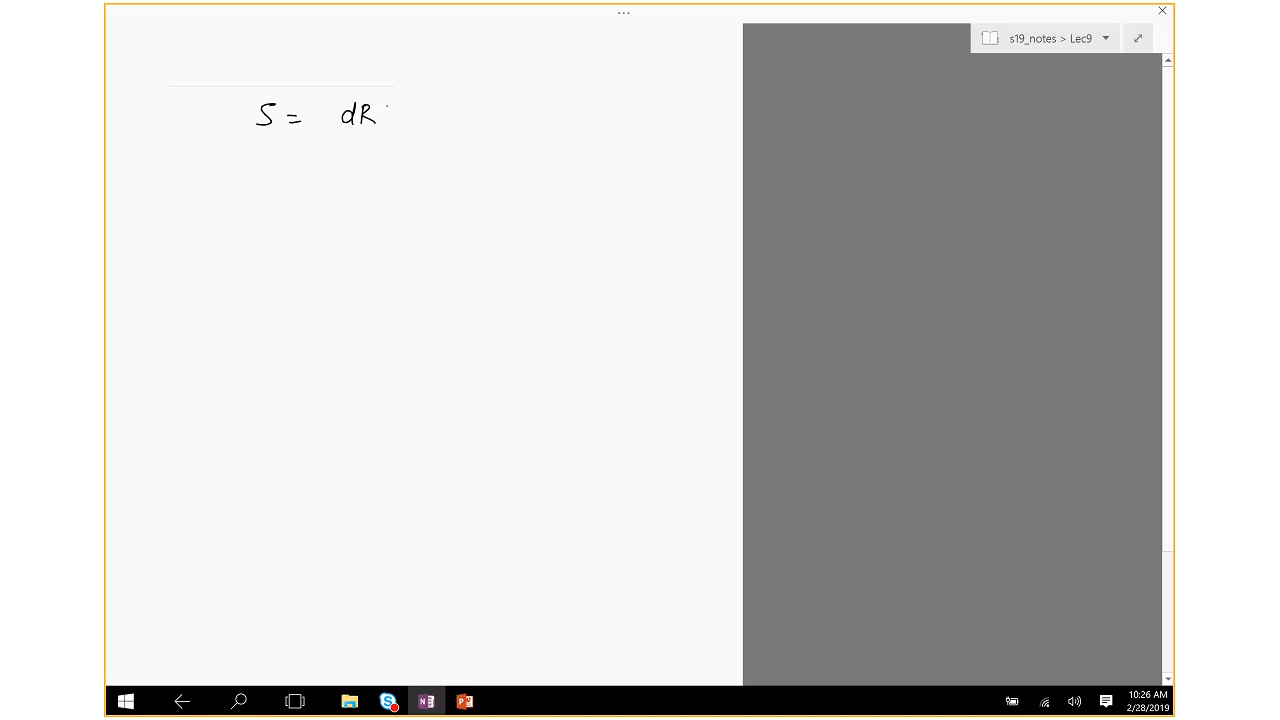 ...
s19_notes > Lec9
S = dR
10:26 AM
2/28/2019